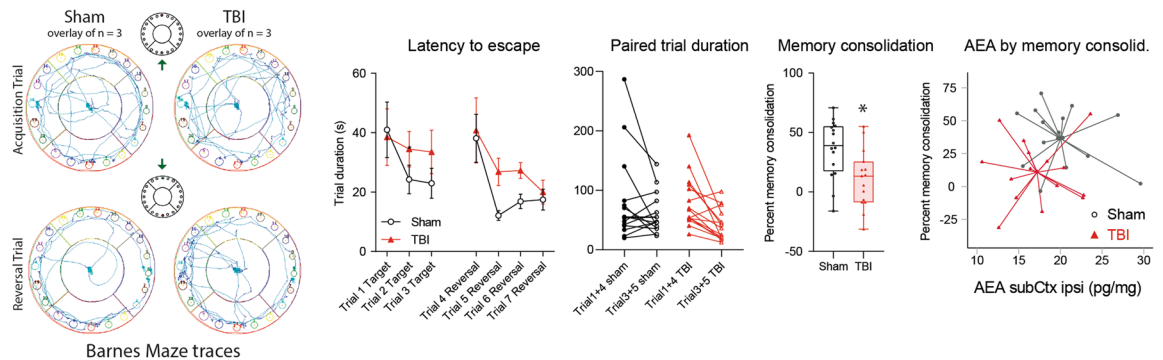 Sham
overlay of n = 3
TBI
overlay of n = 3
Acquisition Trial
Reversal Trial
Barnes Maze traces
Latency to escape
Trial duration (s)
60
40
20
0
Sham
TBI
Trial 1 Target
Trial 2 Target
Trial 3 Target
Trial 4 Reversal
Trial 5 Reversal
Trial 6 Reversal
Trial 7 Reversal
Paired trial duration
300
200
100
0
Trial1+4 sham
Trial3+5 sham
Trial1+4 TBI
Trial3+5 TBI
Memory consolidation
Percent memory consolidation
100
50
0
-50
*
Sham
TBI
AEA by memory consolid.
Percent memory consolidation
75
50
25
0
-25
Sham
TBI
10
15
20
25
30
AEA subCtx ipsi (pg/mg)